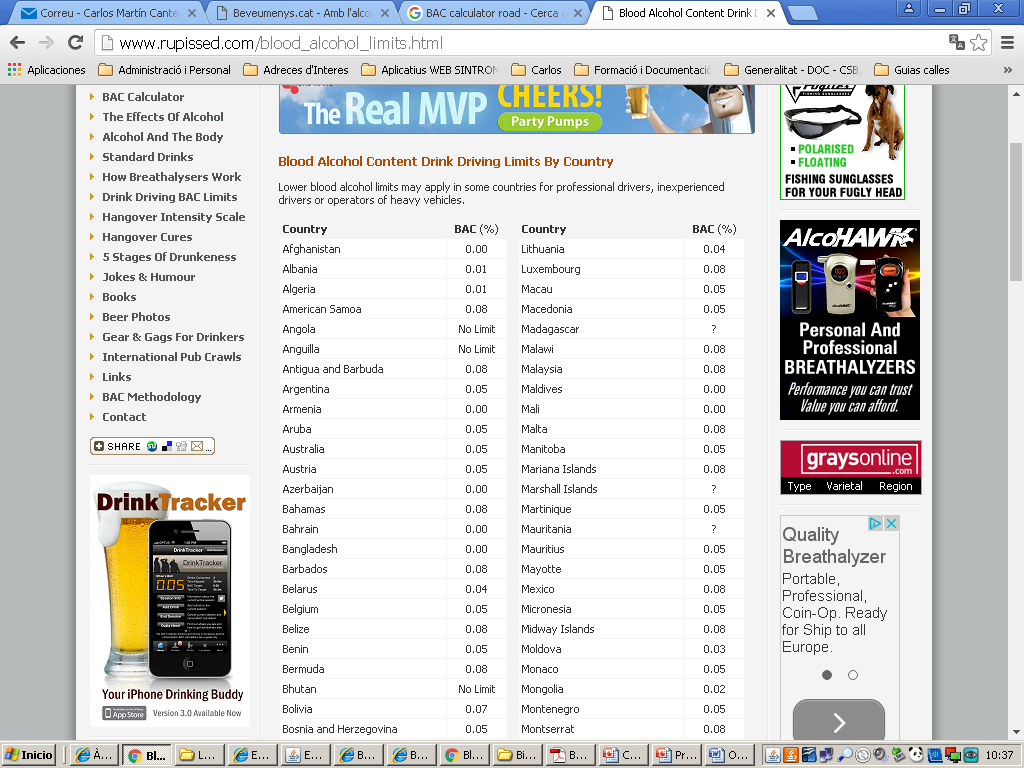 Correu - Carlos Martín Cante
Beveumenys.cat - Amb l'alco
BAC calculator road - Cerca a
Blood Alcohol Content Drink D
www.rupissed.com/blood_alcohol_limits.html
Aplicaciones
Administració i Personal
Adreces d'Interes
Aplicatius WEB SINTRON
Carlos
Formació i Documentació
Generalitat - DOC - CSB,
Guias calles
»
BAC Calculator
The Effects Of Alcohol
Alcohol And The Body
Standard Drinks
How Breathalysers Work
Drink Driving BAC Limits
Hangover Intensity Scale
Hangover Cures
5 Stages Of Drunkeness
Jokes & Humour
Books
Beer Photos
Gear & Gags For Drinkers
International Pub Crawls
Links
BAC Methodology
Contact
SHARE
DrinkTracker
DrinkTracker
0.05
Your iPhone Drinking Buddy
App Store Version 3.0 Available Now
The Real MVP
CHEERS!
Party Pumps
Blood Alcohol Content Drink Driving Limits By Country
Lower blood alcohol limits may apply in some countries for professional drivers, inexperienced
drivers or operators of heavy vehicles.
Country BAC (%) Country BAC (%)
Afghanistan 0.00 Lithuania 0.04
Albania 0.01 Luxembourg 0.08
Algeria 0.01 Macau 0.05
American Samoa 0.08 Macedonia 0.05
Angola No Limit Madagascar ?
Anguilla No Limit Malawi 0.08
Antigua and Barbuda 0.08 Malaysia 0.08
Argentina 0.05 Maldives 0.00
Armenia 0.00 Mali 0.00
Aruba 0.05 Malta 0.08
Australia 0.05 Manitoba 0.05
Austria 0.05 Mariana Islands 0.08
Azerbaijan 0.00 Marshall Islands ?
Bahamas 0.08 Martinique 0.05
Bahrain 0.00 Mauritania ?
Bangladesh 0.00 Mauritius 0.05
Barbados 0.08 Mayotte 0.05
Belarus 0.04 Mexico 0.08
Belgium 0.05 Micronesia 0.05
Belize 0.08 Midway Islands 0.08
Benin 0.05 Moldova 0.03
Bermuda 0.08 Monaco 0.05
Bhutan No Limit Mongolia 0.02
Bolivia 0.07 Montenegro 0.05
Bosnia and Herzegovina 0.05 Montserrat 0.08
POLARISED
FLOATING
FISHING SUNGLASSES
FOR YOUR FUGLY HEAD
AlcoHAWK
Personal And
Professional
BREATHALYZERS
Performance you can trust
Value you can afford.
graysonline
.com
Type Varietal Region
Quality
Breathalyzer
Portable,
Professional,
Coin-Op. Ready
for Ship to all
Europe.
Inicio
À...
Bl...
L...
E...
E...
B...
B...
Bl...
Bi...
B...
C...
Pr...
O...
10:37